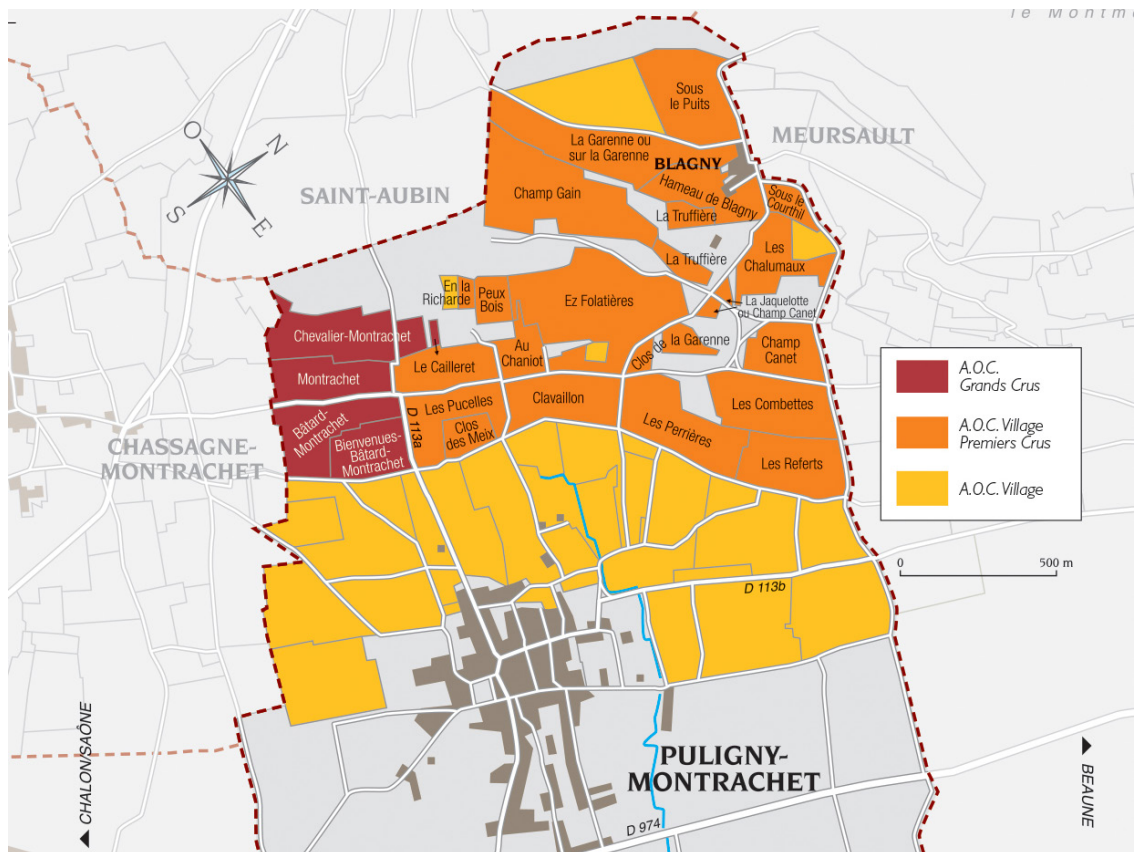 le Montm
Sous
le Puits
MEURSAULT
La Garenne ou
sur la Garenne
BLAGNY
O
N
S
E
SAINT-AUBIN
Champ Gain
Hameau de Blagny
Sous le
Courthil
La Truffière
La Truffière
Les
Chalumaux
En la
Richarde
Peux
Bois
Ez Folatières
La Jaquelotte
ou Champ Canet
Chevalier-Montrachet
Au
Chaniot
Clos de la Garenne
Champ
Canet
Le Cailleret
Montrachet
A.O.C.
Grands Crus
A.O.C. Village
Premiers Crus
A.O.C. Village
Les Pucelles
Clavaillon
Les Combettes
Bâtard-
Montrachet
D 113a
Clos
des Meix
Les Perrières
Bienvenues-
Bâtard-
Montrachet
Les Referts
CHASSAGNE-
MONTRACHET
0
500 m
D 113b
PULIGNY-
MONTRACHET
CHALON/SAÔNE
BEAUNE
D 974